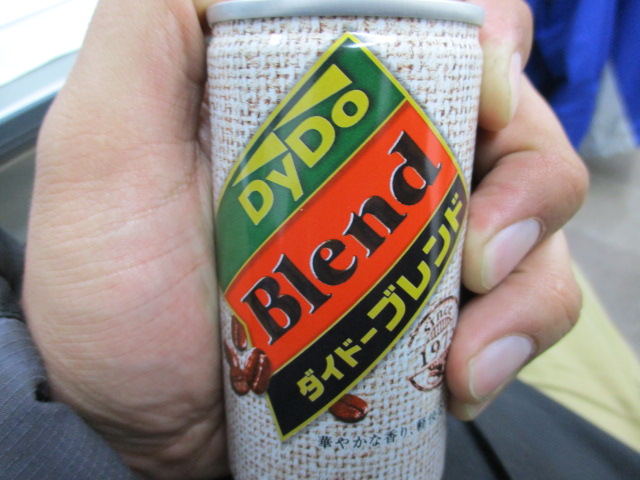 DyDo
Blend
ダイドーブレンド
since
華やかな香り、